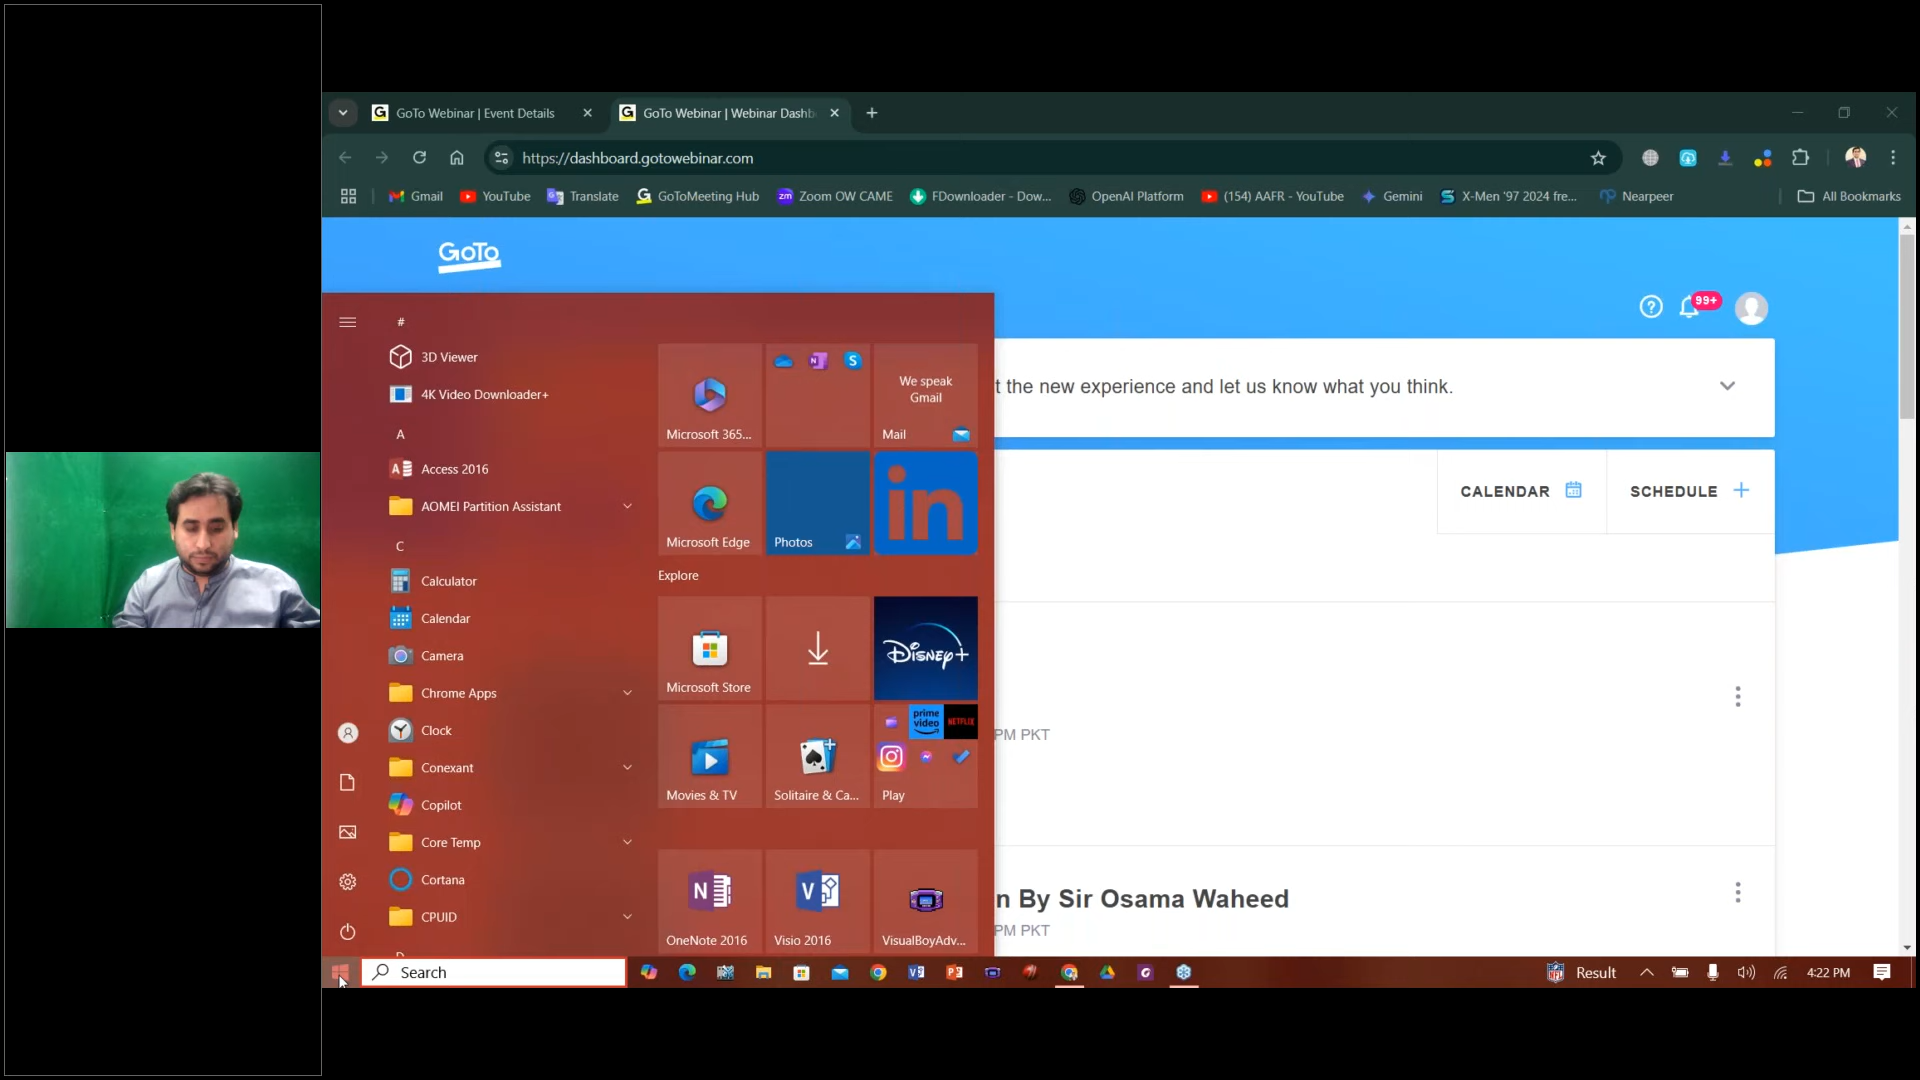 GoTo Webinar | Event Details
GoTo Webinar | Webinar Dashb
https://dashboard.gotowebinar.com
Gmail
YouTube
Translate
GoToMeeting Hub
Zoom OW CAME
FDownloader - Dow...
OpenAI Platform
(154) AAFR - YouTube
Gemini
X-Men '97 2024 fre...
Nearpeer
All Bookmarks
GoTo
99+
t the new experience and let us know what you think.
CALENDAR
SCHEDULE
PM PKT
n By Sir Osama Waheed
PM PKT
#
3D Viewer
4K Video Downloader+
A
Access 2016
AOMEI Partition Assistant
C
Calculator
Calendar
Camera
Chrome Apps
Clock
Conexant
Copilot
Core Temp
Cortana
CPUID
Microsoft 365...
We speak
Gmail
Mail
Microsoft Edge
Photos
in
Explore
Microsoft Store
Disney+
Movies & TV
Solitaire & Ca...
prime
video
NETFLIX
Play
OneNote 2016
Visio 2016
VisualBoyAdv...
Search
Result
4:22 PM